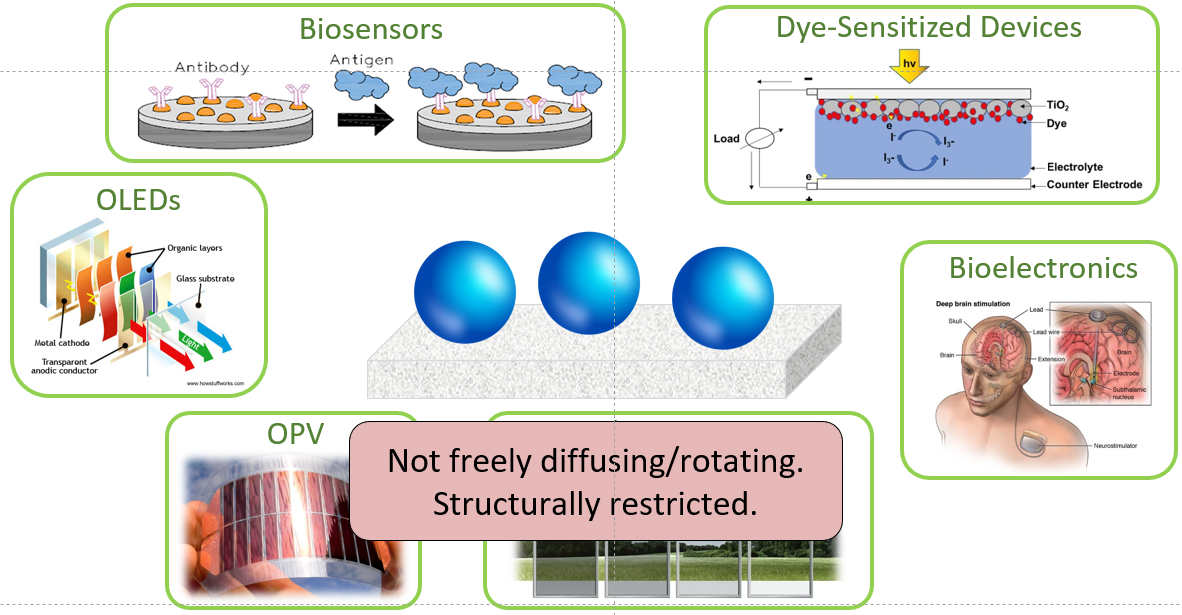 Biosensors
Antibody
Antigen
Dye-Sensitized Devices
hv
-
TiO2
Dye
e
I-
I3-
I3-
I-
Load
Electrolyte
e
Counter Electrode
+
OLEDs
Organic layers
Glass substrate
Light
Metal cathode
Transparent
anodic conductor
www.howstuffworks.com
Bioelectronics
Deep brain stimulation
Lead
Skull
Lead wire
Brain
Extension
Brain
Electrode
Subthalamic
nucleus
Neurostimulator
OPV
Not freely diffusing/rotating.
Structurally restricted.